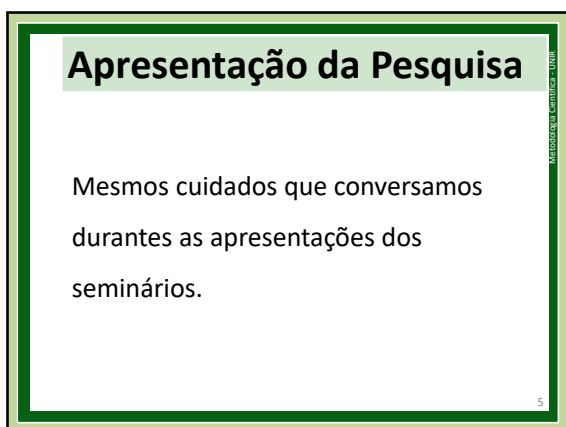 Apresentação da Pesquisa
Metodologia Científica - UNIR
Mesmos cuidados que conversamos
durantes as apresentações dos
seminários.
5